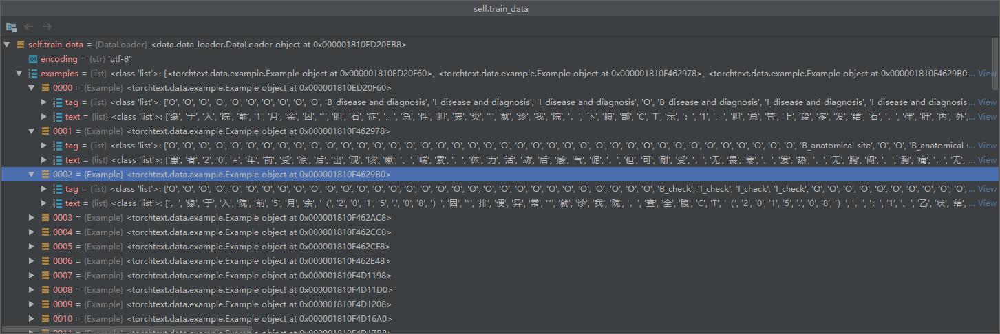 self.train_data
self.train_data = {DataLoader} <data.data_loader.DataLoader object at 0x000001810ED20EB8>
encoding = {str} 'utf-8'
examples = {list} <class 'list'>: [<torchtext.data.example.Example object at 0x000001810ED20F60>, <torchtext.data.example.Example object at 0x000001810F462978>, <torchtext.data.example.Example object at 0x000001810F4629B0 ... View
0000 = {Example} <torchtext.data.example.Example object at 0x000001810ED20F60>
tag = {list} <class 'list'>: ['O', 'O', 'O', 'O', 'O', 'O', 'O', 'O', 'O', 'O', 'B_disease and diagnosis', 'I_disease and diagnosis', 'I_disease and diagnosis', 'O', 'B_disease and diagnosis', 'I_disease and diagnosis', 'I_disease and diagnosis ... View
text = {list} <class 'list'>: ['缘', '于', '入', '院', '前', '1', '月', '余', '因', '“', '胆', '石', '症', '、', '急', '性', '胆', '囊', '炎', '”', '就', '诊', '我', '院', '，', '下', '腹', '部', 'C', 'T', '示', '：', '1', '、', '胆', '总', '管', '上', '段', '多', '发', '结', '石', '，', '伴', '肝', '内', '外', ... View
0001 = {Example} <torchtext.data.example.Example object at 0x000001810F462978>
tag = {list} <class 'list'>: ['O', 'O', 'O', 'O', 'O', 'O', 'O', 'O', 'O', 'O', 'O', 'O', 'O', 'O', 'O', 'O', 'O', 'O', 'O', 'O', 'O', 'O', 'O', 'O', 'O', 'O', 'O', 'O', 'O', 'O', 'O', 'O', 'O', 'O', 'O', 'O', 'B_anatomical site', 'O', 'O', 'B_anatomical ... View
text = {list} <class 'list'>: ['患', '者', '2', '0', '+', '年', '前', '受', '凉', '后', '出', '现', '咳', '嗽', '、', '喘', '累', '，', '体', '力', '活', '动', '后', '感', '气', '促', '，', '但', '可', '耐', '受', '，', '无', '畏', '寒', '、', '发', '热', '，', '无', '胸', '闷', '、', '胸', '痛', '，', '无', ... View
0002 = {Example} <torchtext.data.example.Example object at 0x000001810F4629B0>
tag = {list} <class 'list'>: ['O', 'O', 'O', 'O', 'O', 'O', 'O', 'O', 'O', 'O', 'O', 'O', 'O', 'O', 'O', 'O', 'O', 'O', 'O', 'O', 'O', 'O', 'O', 'O', 'O', 'O', 'O', 'O', 'B_check', 'I_check', 'I_check', 'I_check', 'O', 'O', 'O', 'O', 'O', 'O', 'O', 'O', 'O', ... View
text = {list} <class 'list'>: ['，', '缘', '于', '入', '院', '前', '5', '月', '余', '(', '2', '0', '1', '5', '.', '0', '8', ')', '因', '“', '排', '便', '异', '常', '”', '就', '诊', '我', '院', '，', '查', '全', '腹', 'C', 'T', '(', '2', '0', '1', '5', '.', '0', '8', ')', '，', '：', '1', '、', '乙', '状', '结', ... View
0003 = {Example} <torchtext.data.example.Example object at 0x000001810F462AC8>
0004 = {Example} <torchtext.data.example.Example object at 0x000001810F462CC0>
0005 = {Example} <torchtext.data.example.Example object at 0x000001810F462CF8>
0006 = {Example} <torchtext.data.example.Example object at 0x000001810F462E48>
0007 = {Example} <torchtext.data.example.Example object at 0x000001810F4D1198>
0008 = {Example} <torchtext.data.example.Example object at 0x000001810F4D11D0>
0009 = {Example} <torchtext.data.example.Example object at 0x000001810F4D1208>
0010 = {Example} <torchtext.data.example.Example object at 0x000001810F4D16A0>
0011 = {Example} <torchtext.data.example.Example object at 0x000001810F4D17B8>